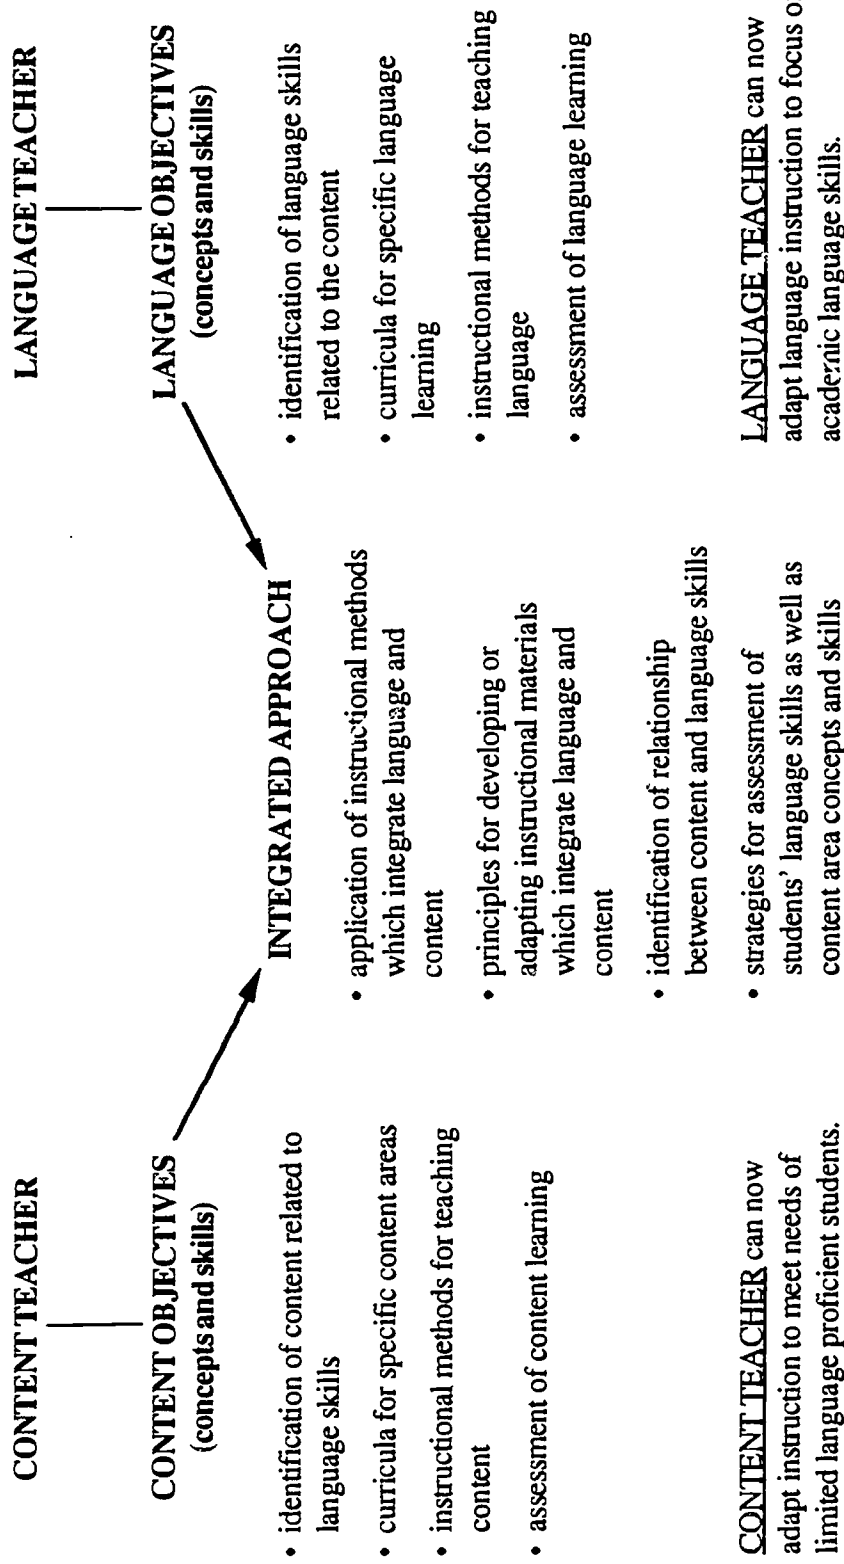 CONTENT TEACHER
CONTENT OBJECTIVES
(concepts and skills)
• identification of content related to
language skills
• curricula for specific content areas
• instructional methods for teaching
content
• assessment of content learning
CONTENT TEACHER can now
adapt instruction to meet needs of
limited language proficient students.
INTEGRATED APPROACH
• application of instructional methods
which integrate language and
content
• principles for developing or
adapting instructional materials
which integrate language and
content
• identification of relationship
between content and language skills
• strategies for assessment of
students' language skills as well as
content area concepts and skills
LANGUAGE TEACHER
LANGUAGE OBJECTIVES
(concepts and skills)
• identification of language skills
related to the content
• curricula for specific language
learning
• instructional methods for teaching
language
• assessment of language learning
LANGUAGE TEACHER can now
adapt language instruction to focus o
academic language skills.